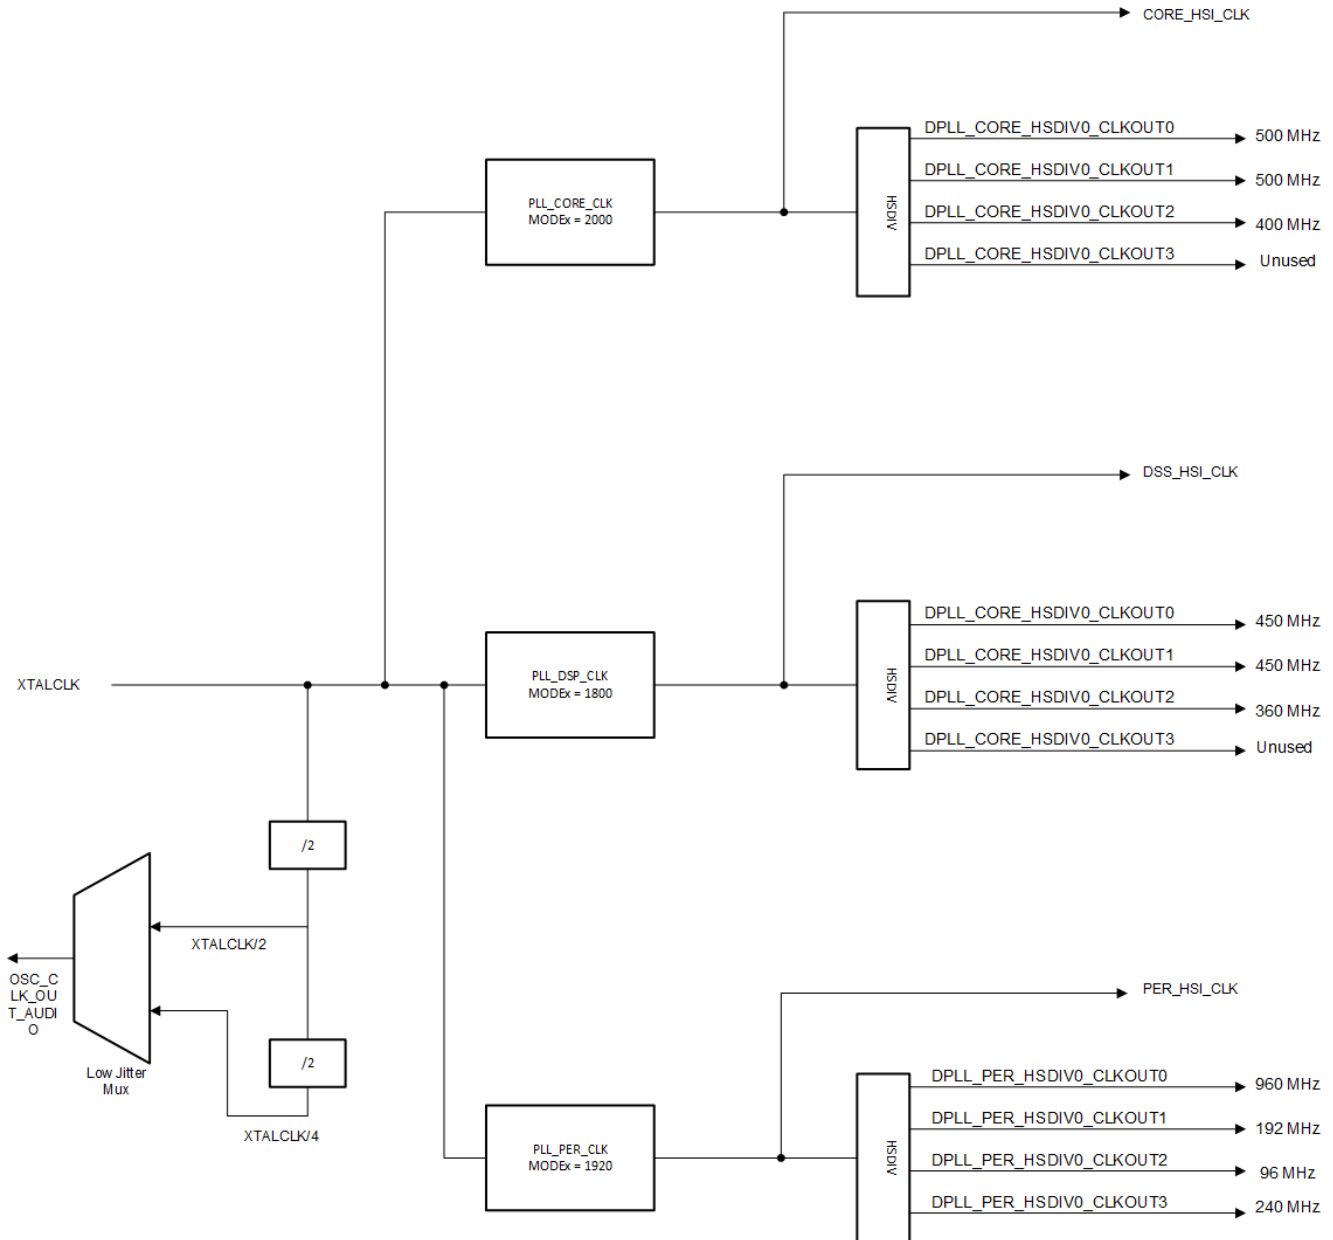 CORE_HSI_CLK
DPLL_CORE_HSDIV0_CLKOUT0
500 MHz
DPLL_CORE_HSDIV0_CLKOUT1
500 MHz
PLL_CORE_CLK
MODEx = 2000
HSDIV
DPLL_CORE_HSDIV0_CLKOUT2
400 MHz
DPLL_CORE_HSDIV0_CLKOUT3
Unused
DSS_HSI_CLK
DPLL_CORE_HSDIV0_CLKOUT0
450 MHz
DPLL_CORE_HSDIV0_CLKOUT1
450 MHz
XTALCLK
PLL_DSP_CLK
MODEx = 1800
HSDIV
DPLL_CORE_HSDIV0_CLKOUT2
360 MHz
DPLL_CORE_HSDIV0_CLKOUT3
Unused
/2
XTALCLK/2
OSC_C
LK_OU
T_AUDI
O
Low Jitter
Mux
/2
XTALCLK/4
PER_HSI_CLK
DPLL_PER_HSDIV0_CLKOUT0
960 MHz
DPLL_PER_HSDIV0_CLKOUT1
192 MHz
PLL_PER_CLK
MODEx = 1920
HSDIV
DPLL_PER_HSDIV0_CLKOUT2
96 MHz
DPLL_PER_HSDIV0_CLKOUT3
240 MHz